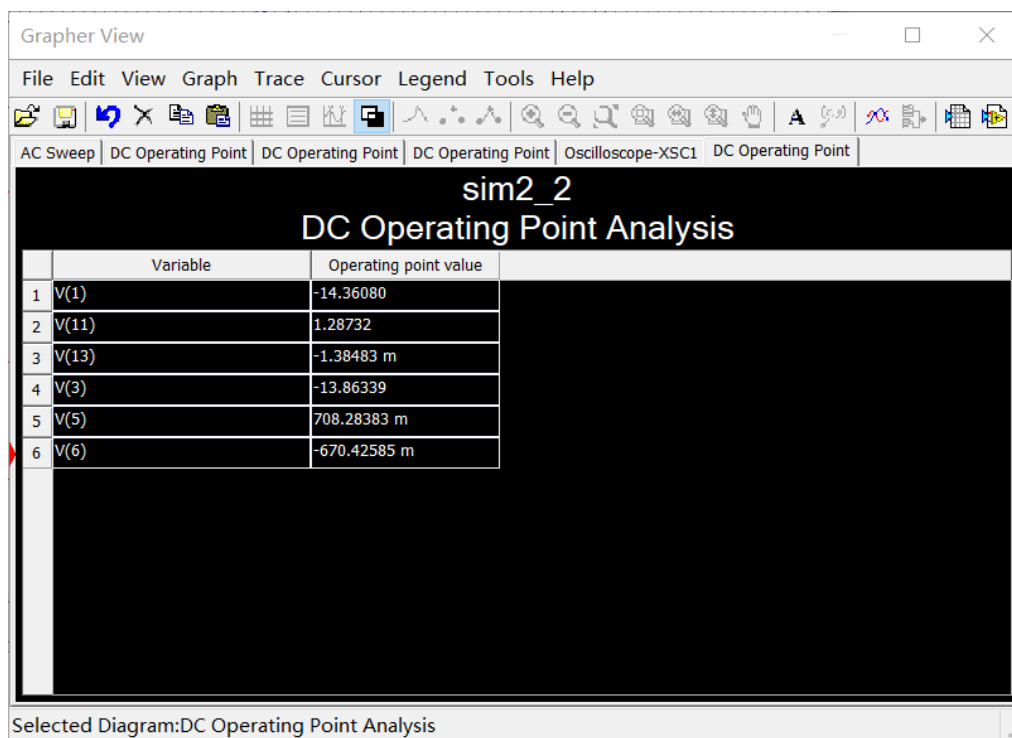 Grapher View
File Edit View Graph Trace Cursor Legend Tools Help
A
AC Sweep DC Operating Point DC Operating Point DC Operating Point Oscilloscope-XSC1 DC Operating Point
sim2_2
DC Operating Point Analysis
Variable Operating point value
1 V(1) -14.36080
2 V(11) 1.28732
3 V(13) -1.38483 m
4 V(3) -13.86339
5 V(5) 708.28383 m
6 V(6) -670.42585 m
Selected Diagram:DC Operating Point Analysis